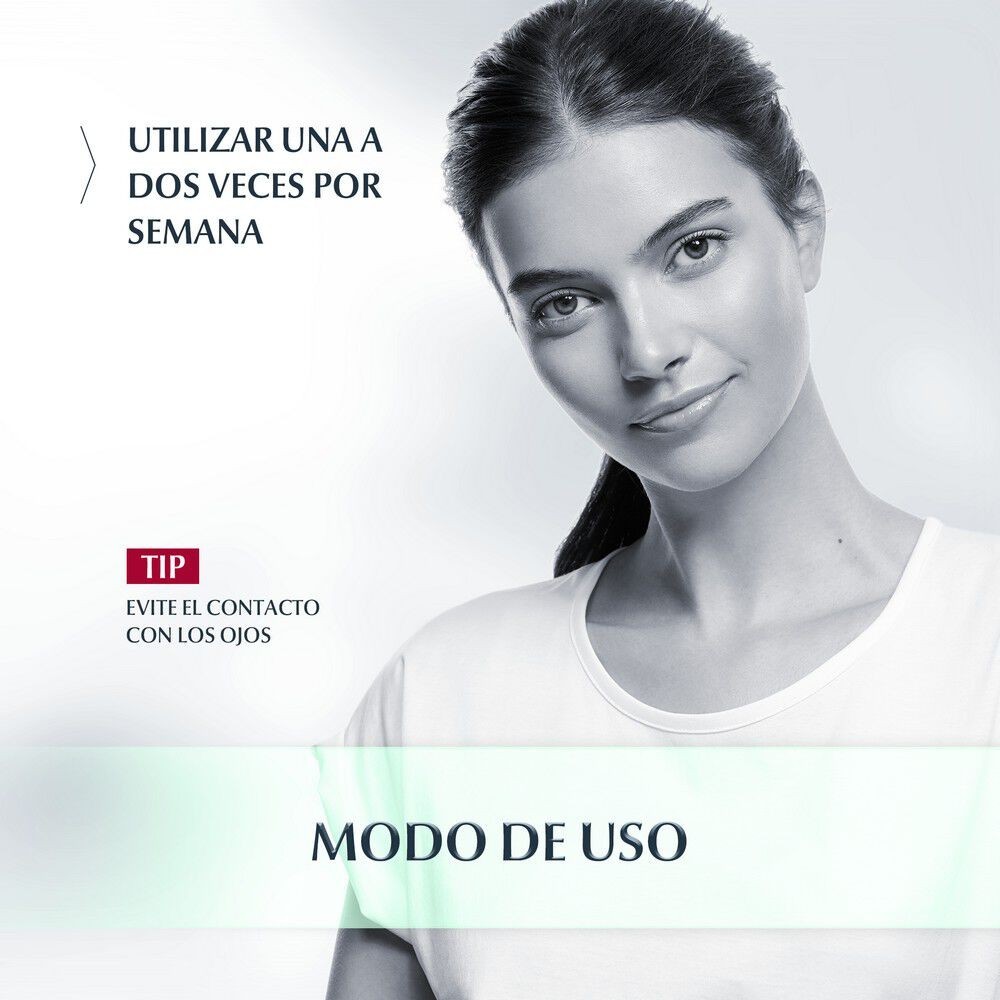 UTILIZAR UNA A
DOS VECES POR
SEMANA
TIP
EVITE EL CONTACTO
CON LOS OJOS
MODO DE USO